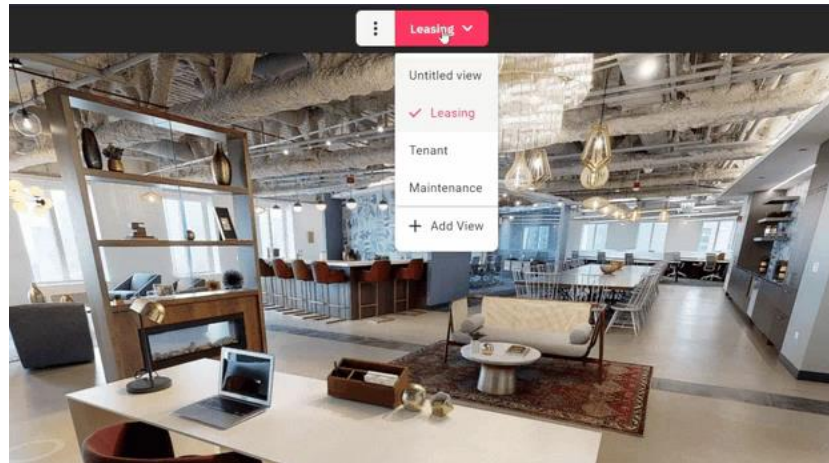 Leasing
Untitled view
Leasing
Tenant
Maintenance
+ Add View